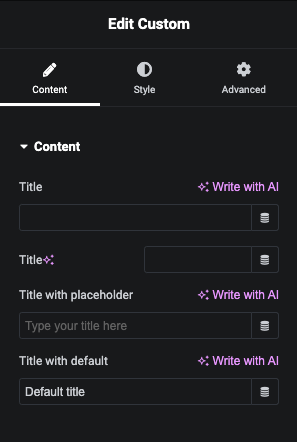 Edit Custom
Content Style Advanced
Content
Title Write with AI
Title
Title with placeholder Write with AI
Type your title here
Title with default Write with AI
Default title